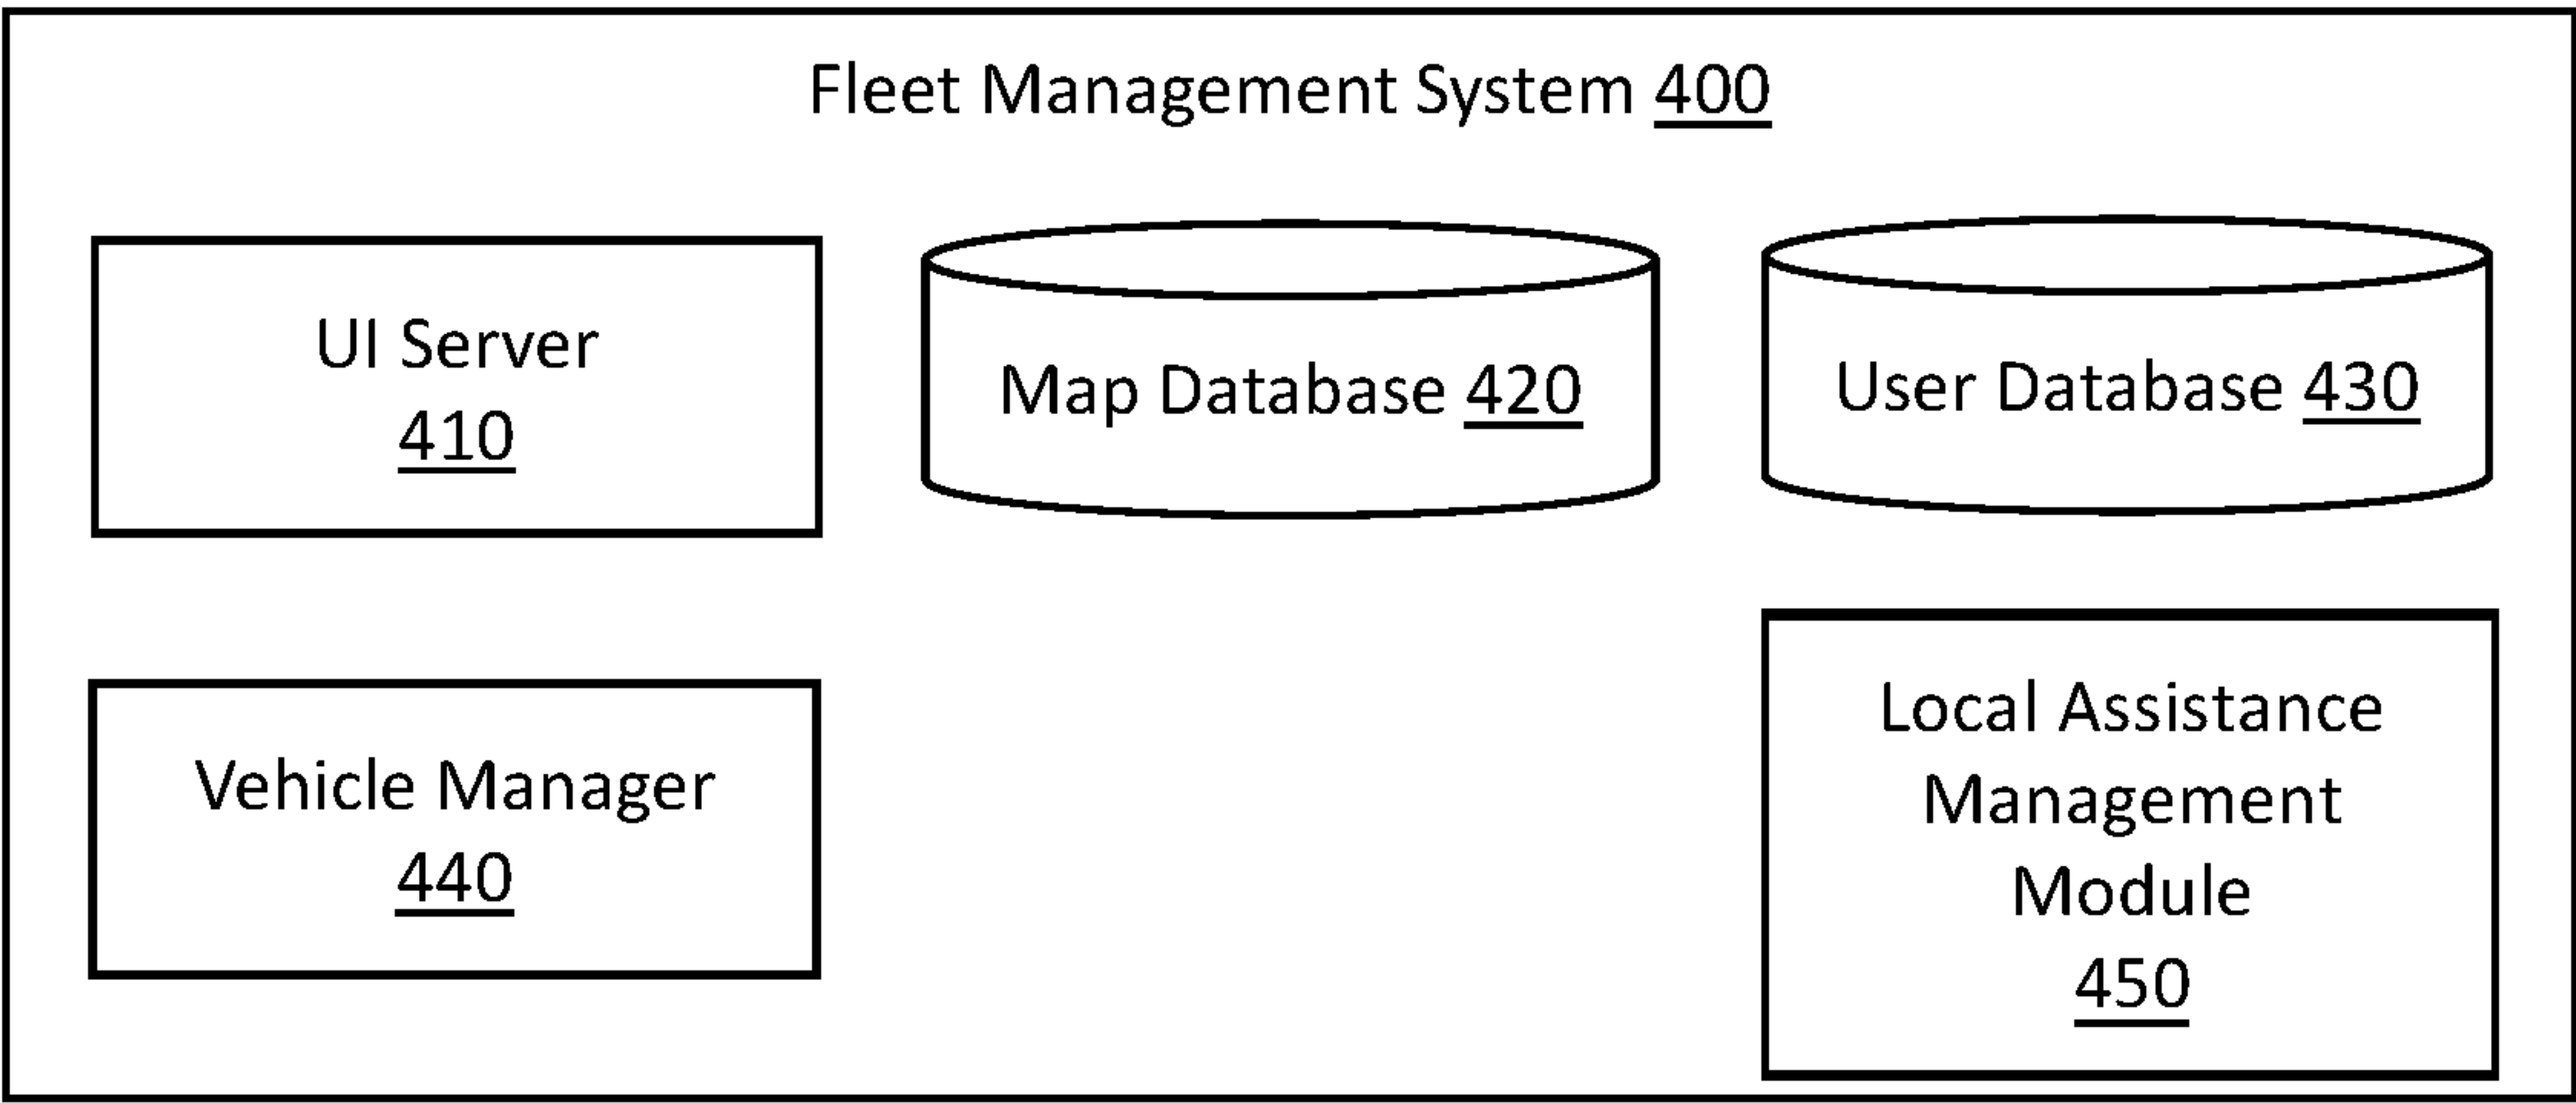 Fleet Management System 400
UI Server
410
Map Database 420
User Database 430
Vehicle Manager
440
Local Assistance
Management
Module
450